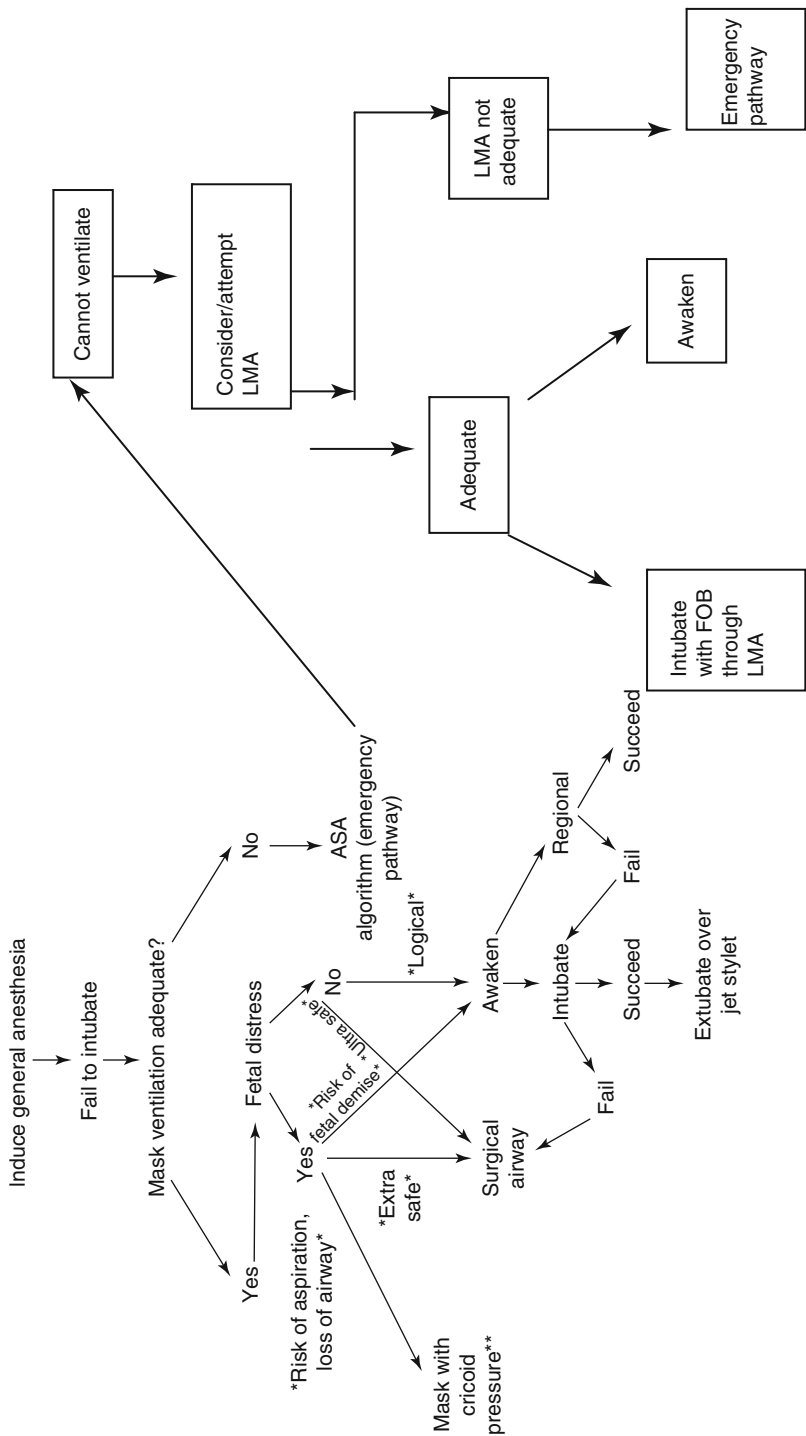 Induce general anesthesia
Fail to intubate
Mask ventilation adequate?
Yes
No
Fetal distress
ASA
algorithm (emergency
pathway)
*Risk of aspiration,
loss of airway*
Yes
No
*Risk of
fetal demise*
*Ultra safe*
*Extra
safe*
*Logical*
Mask with
cricoid
pressure**
Surgical
airway
Awaken
Regional
Intubate
Fail
Succeed
Fail
Succeed
Extubate over
jet stylet
Cannot ventilate
Consider/attempt
LMA
Adequate
LMA not
adequate
Intubate
with FOB
through
LMA
Awaken
Emergency
pathway